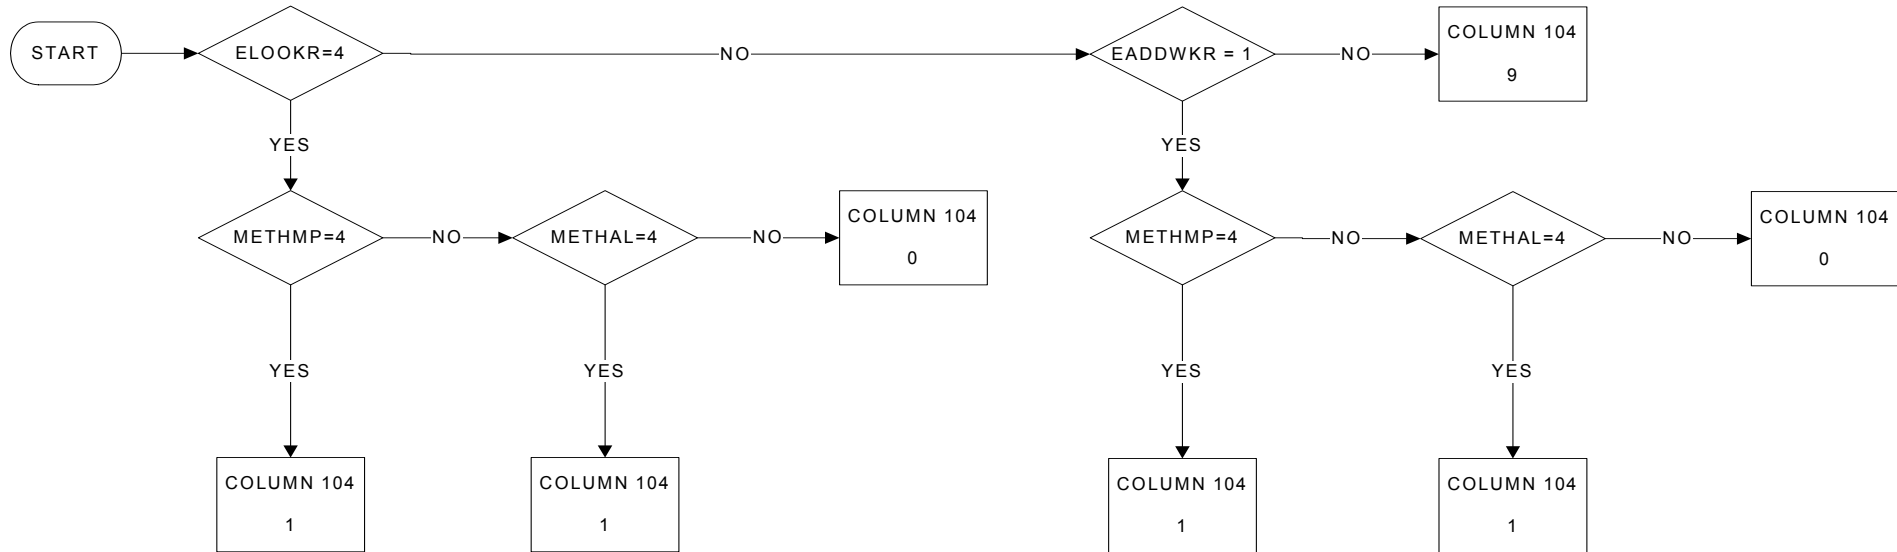 START
ELOOKR=4
NO
EADDWKR = 1
NO
COLUMN 104
9
YES
YES
METHMP=4
NO
METHAL=4
NO
COLUMN 104
0
METHMP=4
NO
METHAL=4
NO
COLUMN 104
0
YES
YES
YES
YES
COLUMN 104
1
COLUMN 104
1
COLUMN 104
1
COLUMN 104
1